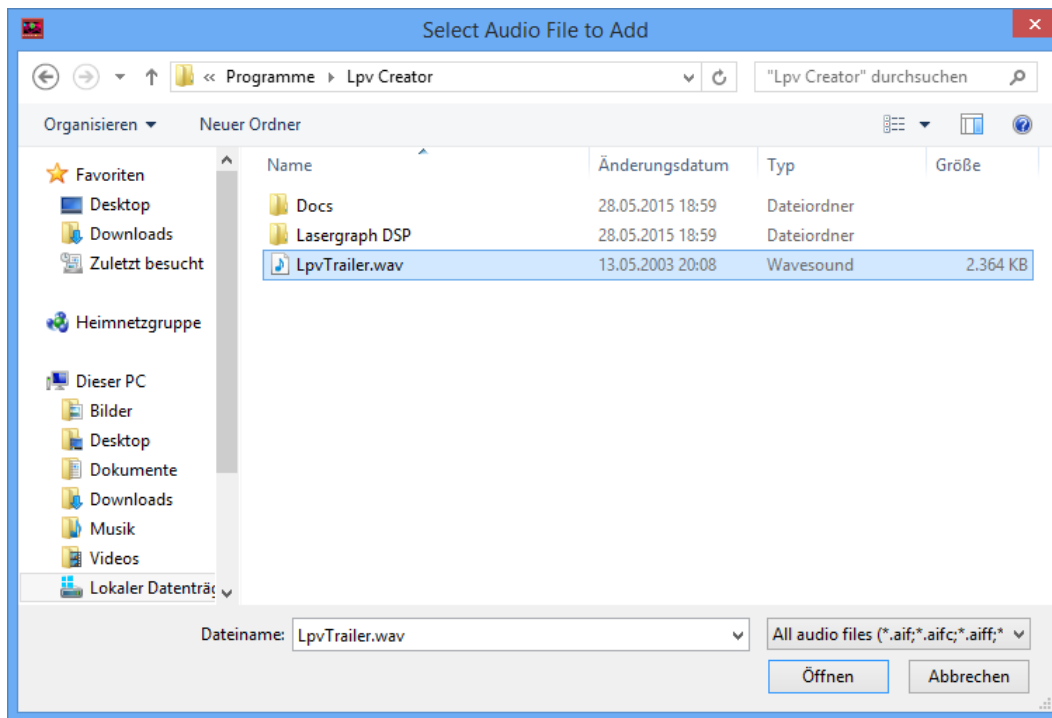 Select Audio File to Add
« Programme Lpv Creator "Lpv Creator" durchsuchen
Organisieren Neuer Ordner
Name Änderungsdatum Typ Größe
Favoriten
Desktop
Downloads
Zuletzt besucht
Heimnetzgruppe
Dieser PC
Bilder
Desktop
Dokumente
Downloads
Musik
Videos
Lokaler
Docs 28.05.2015 18:59 Dateiordner
Lasergraph DSP 28.05.2015 18:59 Dateiordner
LpvTrailer.wav 13.05.2003 20:08 Wavesound 2.364 KB
Dateiname: LpvTrailer.wav All audio files (*.aif;*.aifc;*.aiff;*
Öffnen Abbrechen